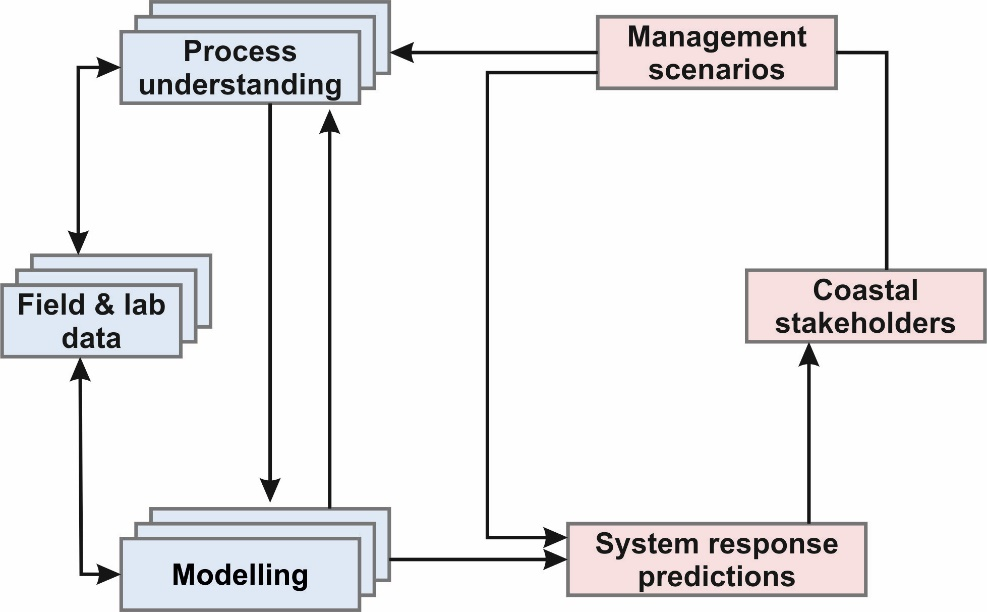 Process
understanding
Management
scenarios
Field & lab
data
Coastal
stakeholders
Modelling
System response
predictions